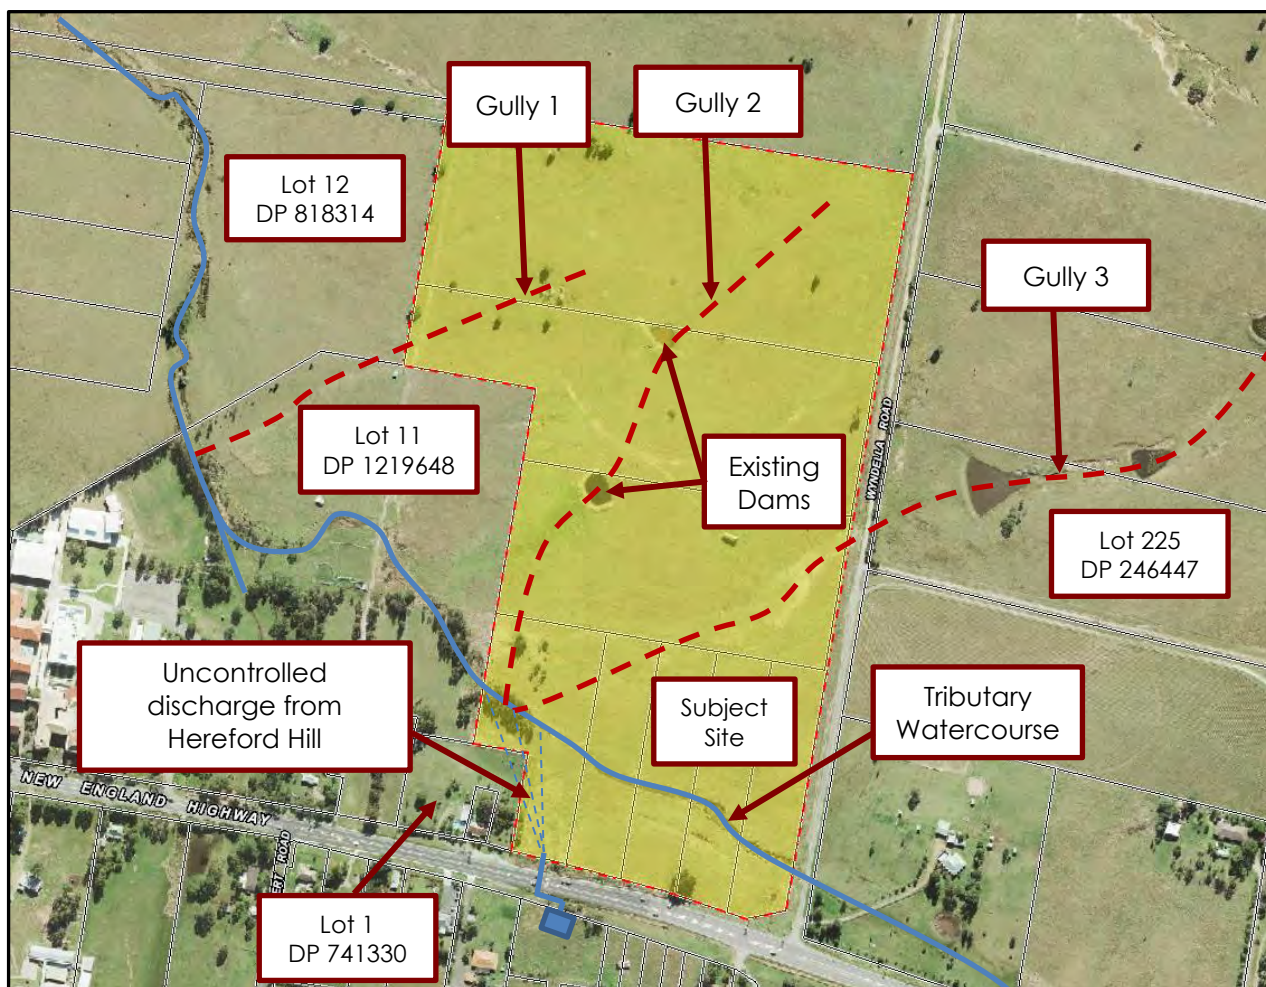 Gully 1
Gully 2
Lot 12
DP 818314
Gully 3
Lot 11
DP 1219648
Existing
Dams
WYNDELLA ROAD
Lot 225
DP 246447
Uncontrolled
discharge from
Hereford Hill
Subject
Site
Tributary
Watercourse
NEW ENGLAND HIGHWAY
ERT ROAD
Lot 1
DP 741330